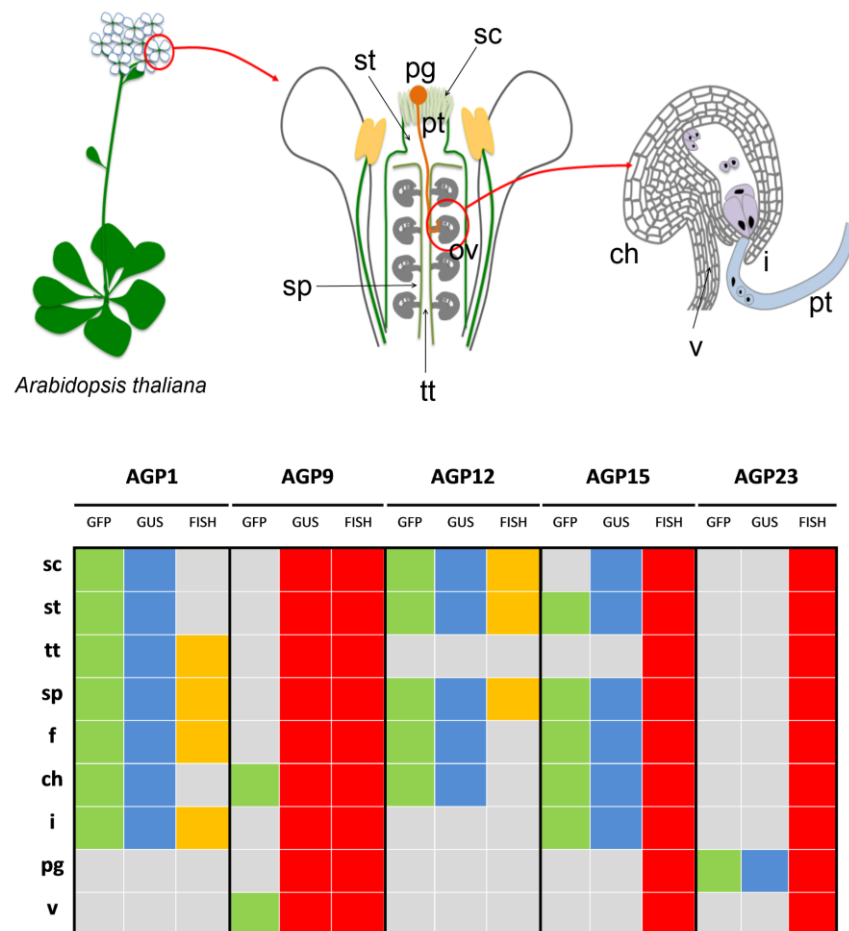 sc
st
pg
pt
ch
i
ov
sp
pt
v
Arabidopsis thaliana
tt
AGP1 AGP9 AGP12 AGP15 AGP23
GFP GUS FISH GFP GUS FISH GFP GUS FISH GFP GUS FISH GFP GUS FISH
sc
st
tt
sp
f
ch
i
pg
v